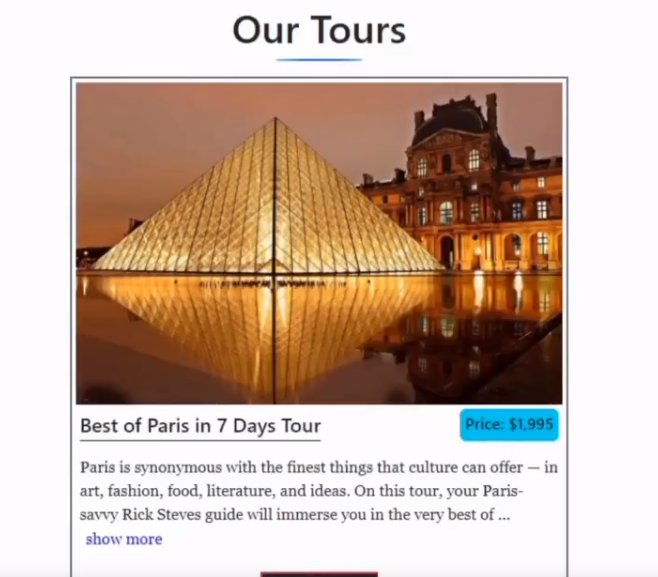 Our Tours
Best of Paris in 7 Days Tour
Price: $1,995
Paris is synonymous with the finest things that culture can offer — in
art, fashion, food, literature, and ideas. On this tour, your Paris-
savvy Rick Steves guide will immerse you in the very best of ...
show more